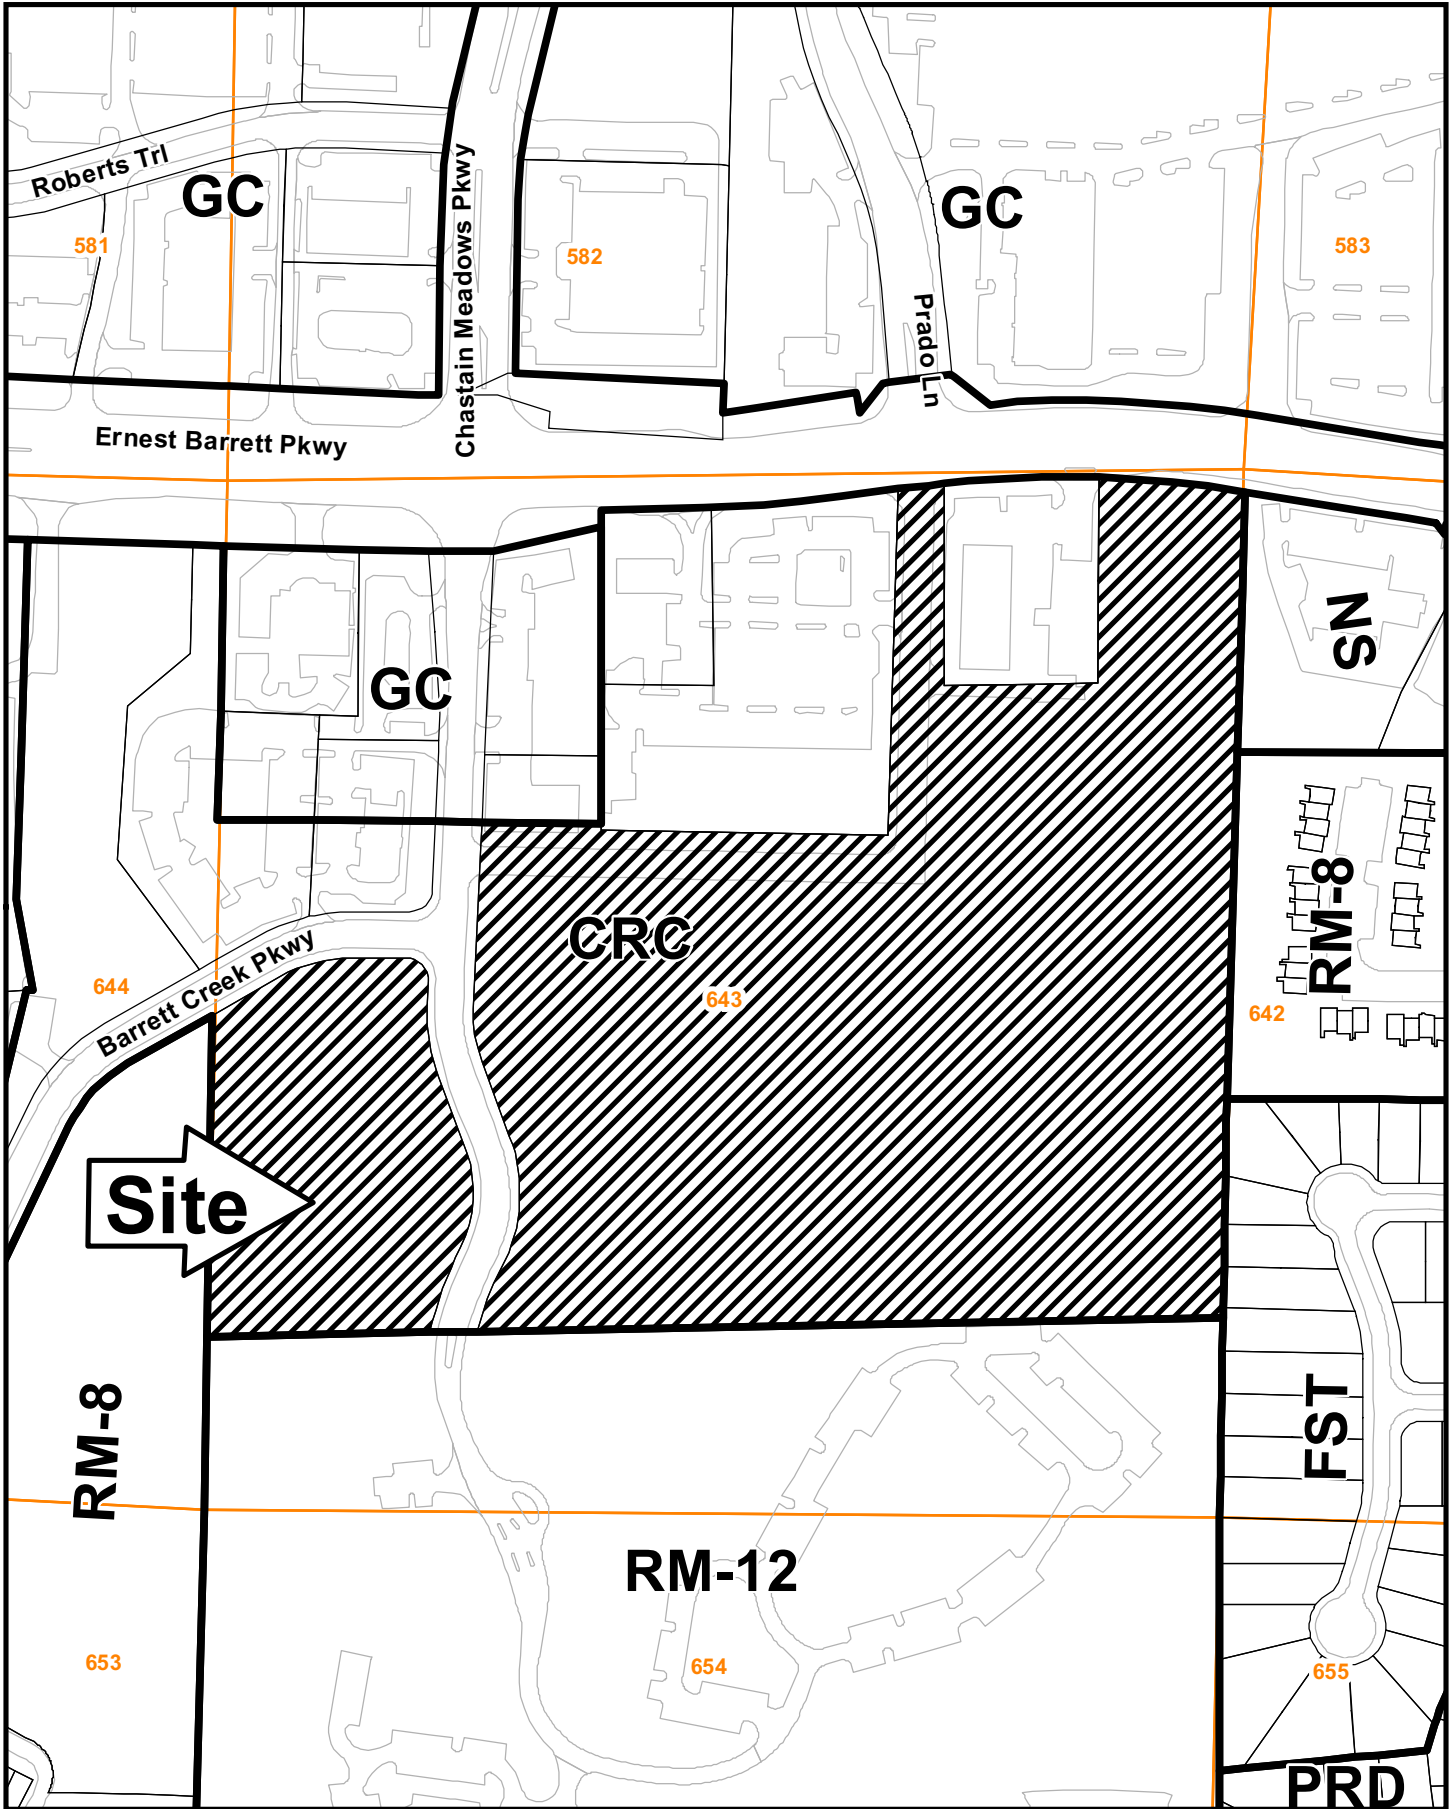 Roberts Trl
GC
GC
581
582
583
Chastain Meadows Pkwy
Prado Ln
Ernest Barrett Pkwy
NS
GC
RM-8
CRC
644
643
642
Barrett Creek Pkwy
Site
RM-8
FST
RM-12
653
654
655
PRD